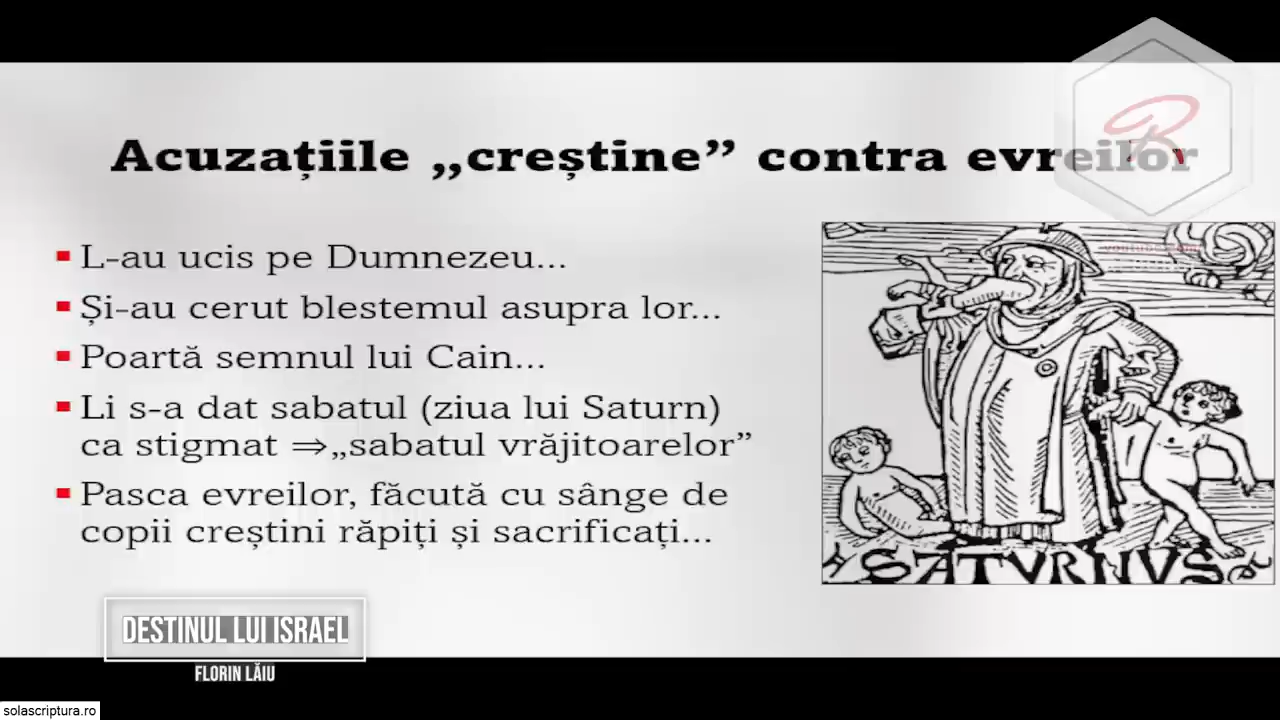 Acuzațiile „creștine” contra evreilor
L-au ucis pe Dumnezeu...
Și-au cerut blestemul asupra lor...
Poartă semnul lui Cain...
Li s-a dat sabatul (ziua lui Saturn)
ca stigmat ⇒„sabatul vrăjitoarelor”
Pasca evreilor, făcută cu sânge de
copii creștini răpiți și sacrificați...
SATVRNVS
DESTINUL LUI ISRAEL
FLORIN LĂIU
solascriptura.ro